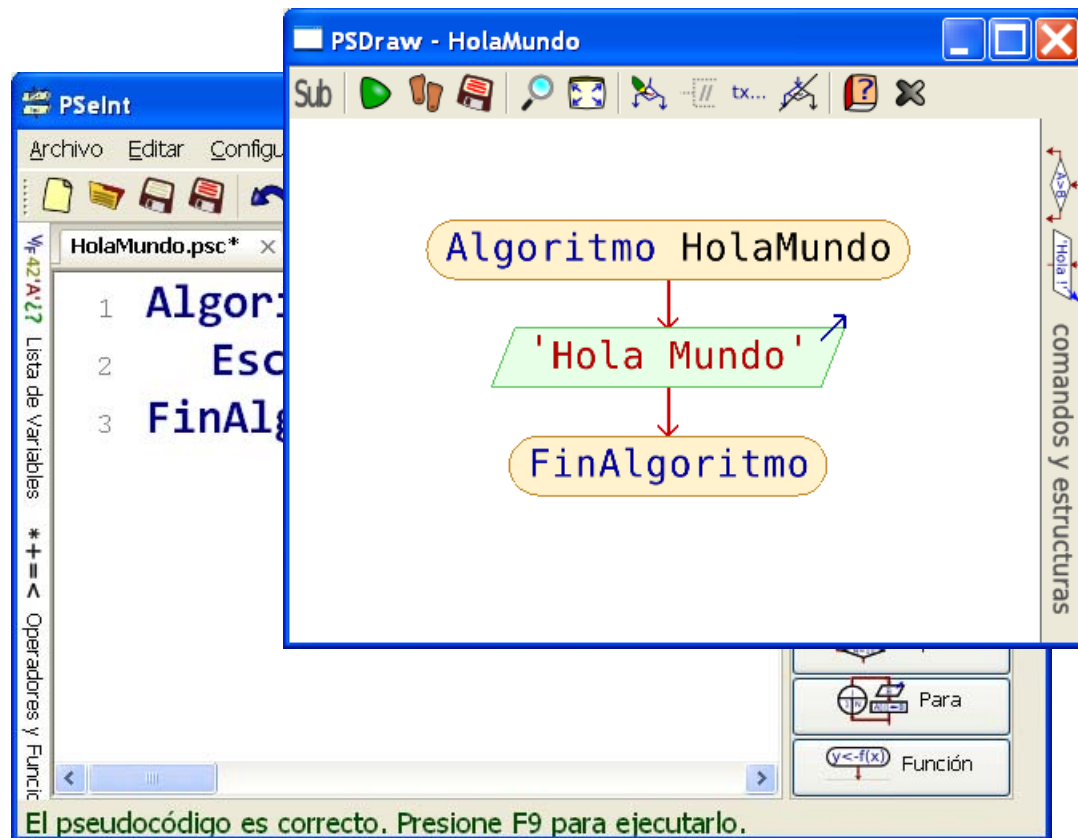 PSDraw - HolaMundo
Sub
tx...
Algoritmo HolaMundo
'Hola Mundo'
FinAlgoritmo
A>B
'Hola !'
comandos y estructuras
PSeInt
Archivo Editar Configu
HolaMundo.psc*
1 Algori
2 Esc
3 FinAlg
VF42'A'¿? Lista de Variables
*+=< Operadores y Funcio
Para
y<-f(x) Función
El pseudocódigo es correcto. Presione F9 para ejecutarlo.